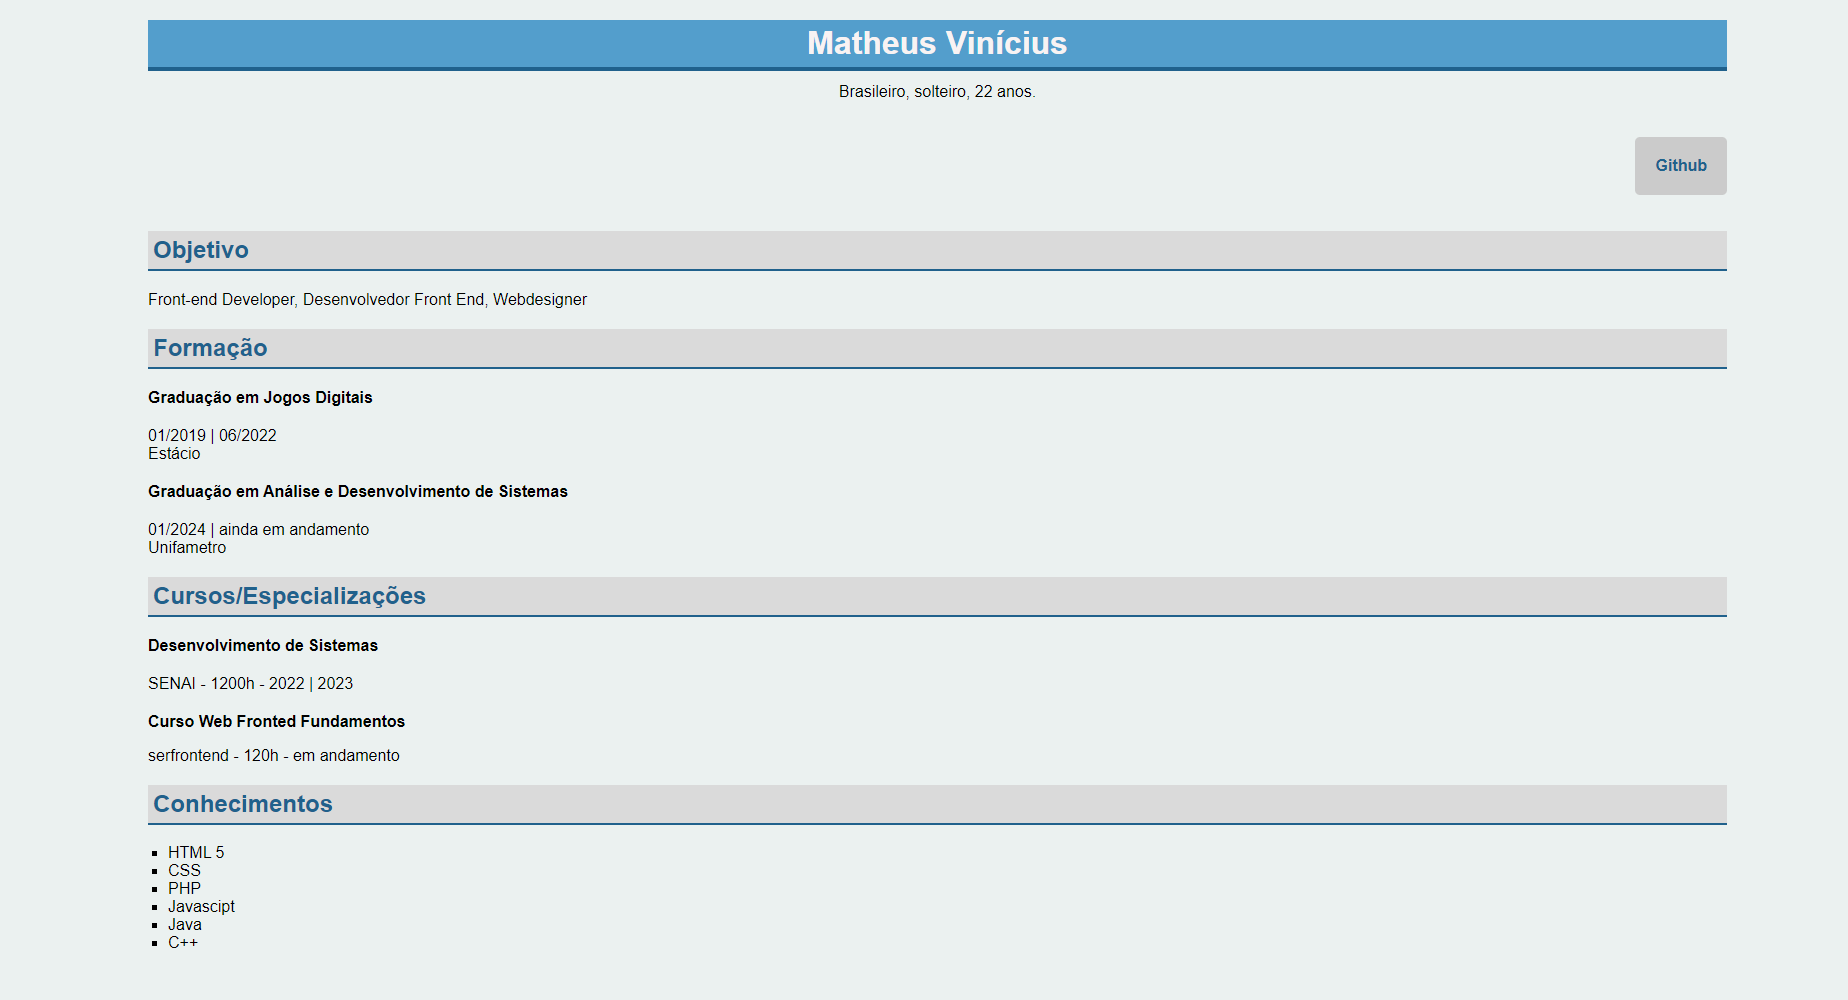 Matheus Vinícius
Brasileiro, solteiro, 22 anos.
Github
Objetivo
Front-end Developer, Desenvolvedor Front End, Webdesigner
Formação
Graduação em Jogos Digitais
01/2019 | 06/2022
Estácio
Graduação em Análise e Desenvolvimento de Sistemas
01/2024 | ainda em andamento
Unifametro
Cursos/Especializações
Desenvolvimento de Sistemas
SENAI - 1200h - 2022 | 2023
Curso Web Fronted Fundamentos
serfrontend - 120h - em andamento
Conhecimentos
HTML 5
CSS
PHP
Javascipt
Java
C++